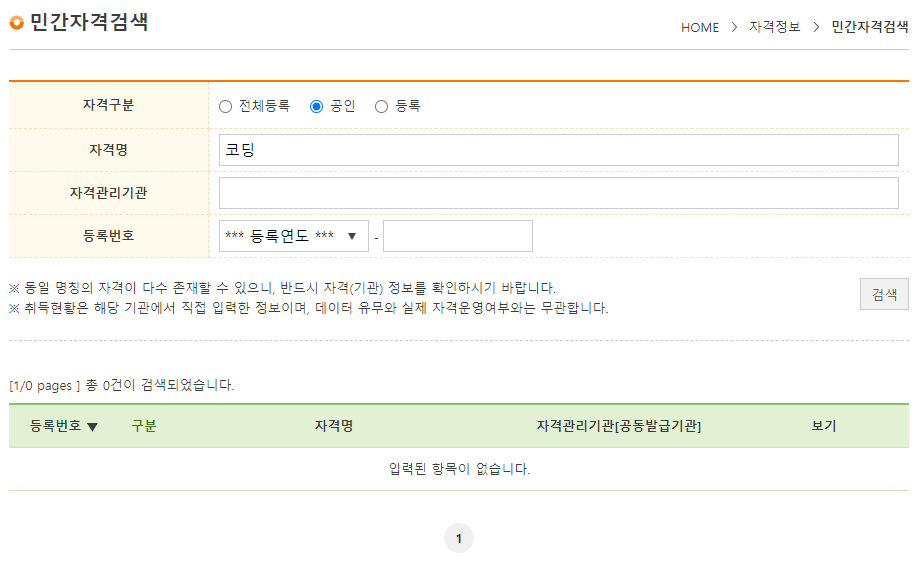 민간자격검색
HOME > 자격정보 > 민간자격검색
자격구분 전체등록 공인 등록
자격명 코딩
자격관리기관
등록번호 *** 등록연도 *** ▼ -
※ 동일 명칭의 자격이 다수 존재할 수 있으니, 반드시 자격(기관) 정보를 확인하시기 바랍니다.
※ 취득현황은 해당 기관에서 직접 입력한 정보이며, 데이터 유무와 실제 자격운영여부와는 무관합니다.
검색
[1/0 pages ] 총 0건이 검색되었습니다.
등록번호 ▼ 구분 자격명 자격관리기관[공동발급기관] 보기
입력된 항목이 없습니다.
1